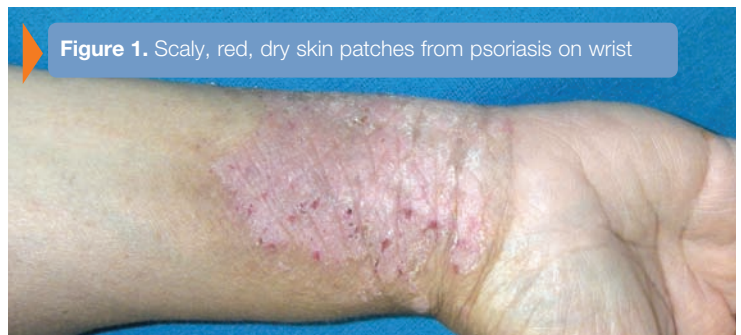 Figure 1. Scaly, red, dry skin patches from psoriasis on wrist